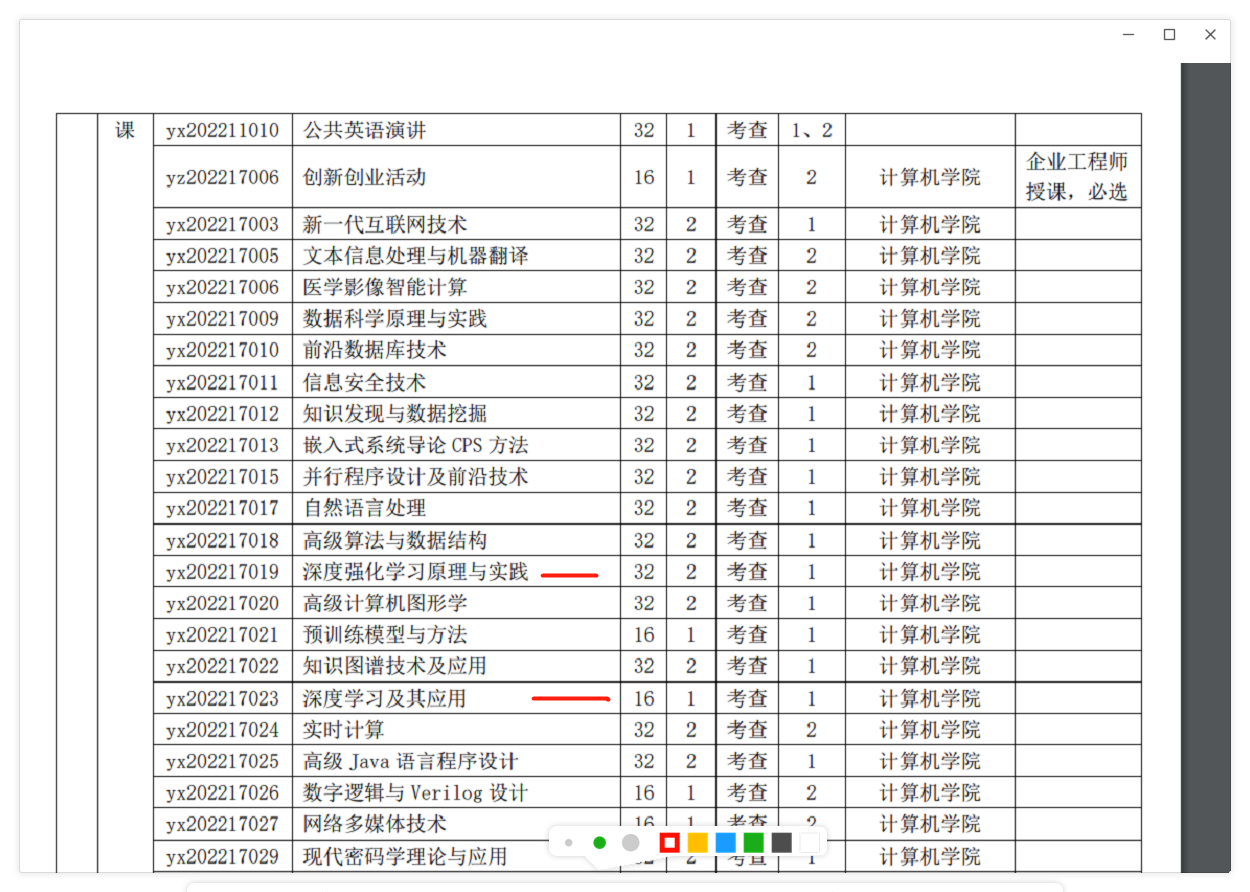 课 yx202211010 公共英语演讲 32 1 考查 1、2
yz202217006 创新创业活动 16 1 考查 2 计算机学院 企业工程师
授课，必选
yx202217003 新一代互联网技术 32 2 考查 1 计算机学院
yx202217005 文本信息处理与机器翻译 32 2 考查 2 计算机学院
yx202217006 医学影像智能计算 32 2 考查 2 计算机学院
yx202217009 数据科学原理与实践 32 2 考查 2 计算机学院
yx202217010 前沿数据库技术 32 2 考查 2 计算机学院
yx202217011 信息安全技术 32 2 考查 1 计算机学院
yx202217012 知识发现与数据挖掘 32 2 考查 1 计算机学院
yx202217013 嵌入式系统导论 CPS 方法 32 2 考查 1 计算机学院
yx202217015 并行程序设计及前沿技术 32 2 考查 1 计算机学院
yx202217017 自然语言处理 32 2 考查 1 计算机学院
yx202217018 高级算法与数据结构 32 2 考查 1 计算机学院
yx202217019 深度强化学习原理与实践 32 2 考查 1 计算机学院
yx202217020 高级计算机图形学 32 2 考查 1 计算机学院
yx202217021 预训练模型与方法 16 1 考查 1 计算机学院
yx202217022 知识图谱技术及应用 32 2 考查 1 计算机学院
yx202217023 深度学习及其应用 16 1 考查 1 计算机学院
yx202217024 实时计算 32 2 考查 2 计算机学院
yx202217025 高级 Java 语言程序设计 32 2 考查 1 计算机学院
yx202217026 数字逻辑与 Verilog 设计 16 1 考查 2 计算机学院
yx202217027 网络多媒体技术 16 1 考查 2 计算机学院
yx202217029 现代密码学理论与应用 2 考查 1 计算机学院